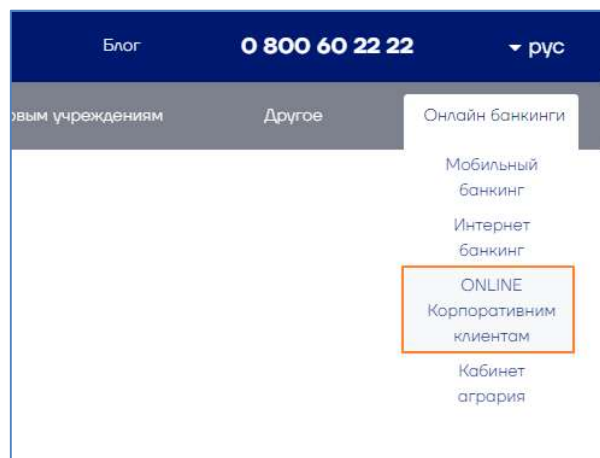 Блог 0 800 60 22 22 рус
овым учреждениям Другое Онлайн банкинги
Мобильный
банкинг
Интернет
банкинг
ONLINE
Корпоративним
клиентам
Кабинет
агрария